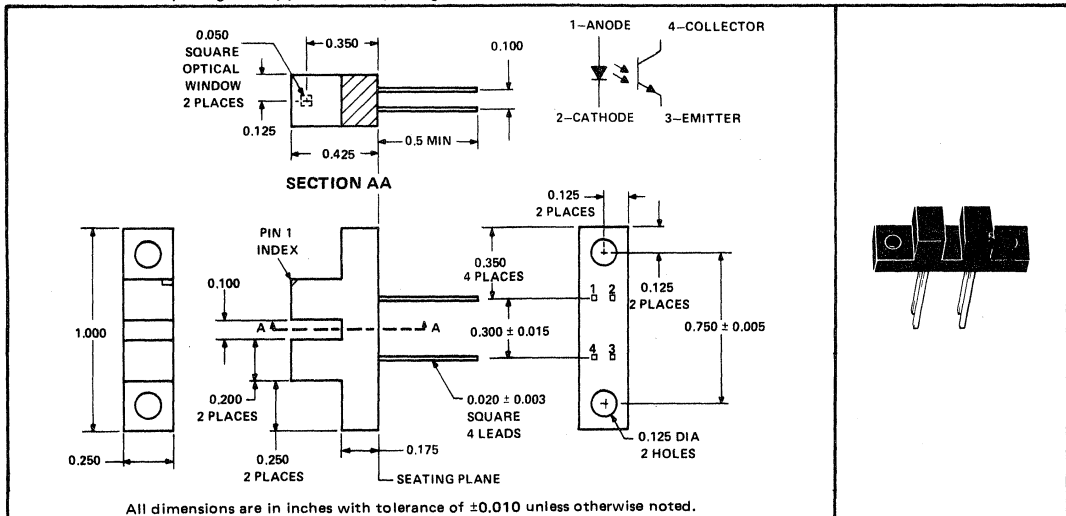 0.050
SQUARE
OPTICAL
WINDOW
2 PLACES
0.125
0.350
0.100
0.425
0.5 MIN
SECTION AA
1–ANODE
4–COLLECTOR
2–CATHODE
3–EMITTER
PIN 1
INDEX
0.100
1.000
A
A
0.200
2 PLACES
0.250
0.250
2 PLACES
0.175
SEATING PLANE
0.350
4 PLACES
0.300 ± 0.015
0.020 ± 0.003
SQUARE
4 LEADS
0.125
2 PLACES
1 2
4 3
0.125
2 PLACES
0.750 ± 0.005
0.125 DIA
2 HOLES
All dimensions are in inches with tolerance of ±0.010 unless otherwise noted.